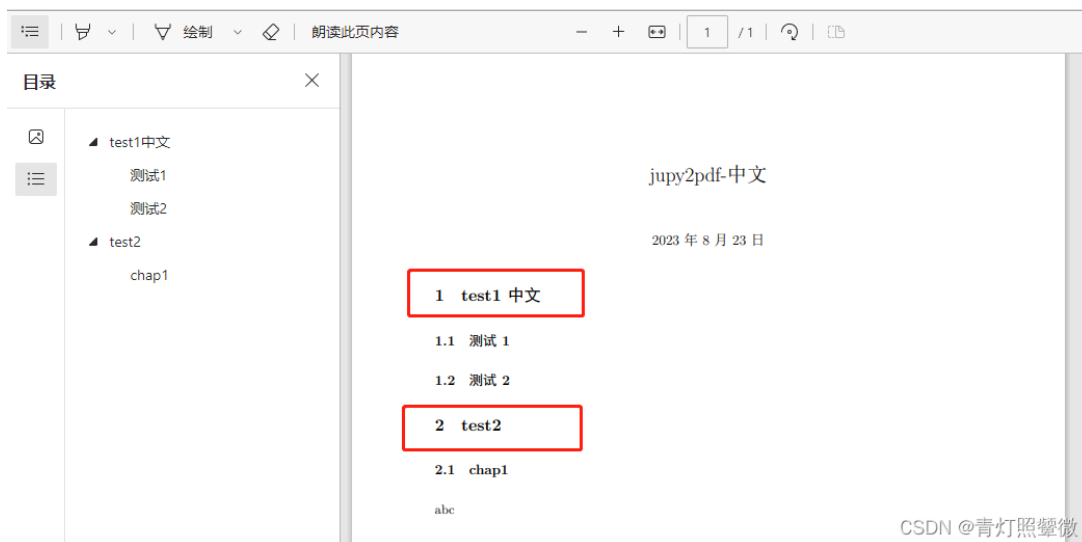 绘制 朗读此页内容 1 / 1
目录
test1中文
测试1
测试2
test2
chap1
jupy2pdf-中文
2023 年 8 月 23 日
1 test1 中文
1.1 测试 1
1.2 测试 2
2 test2
2.1 chap1
abc
CSDN @青灯照颦微